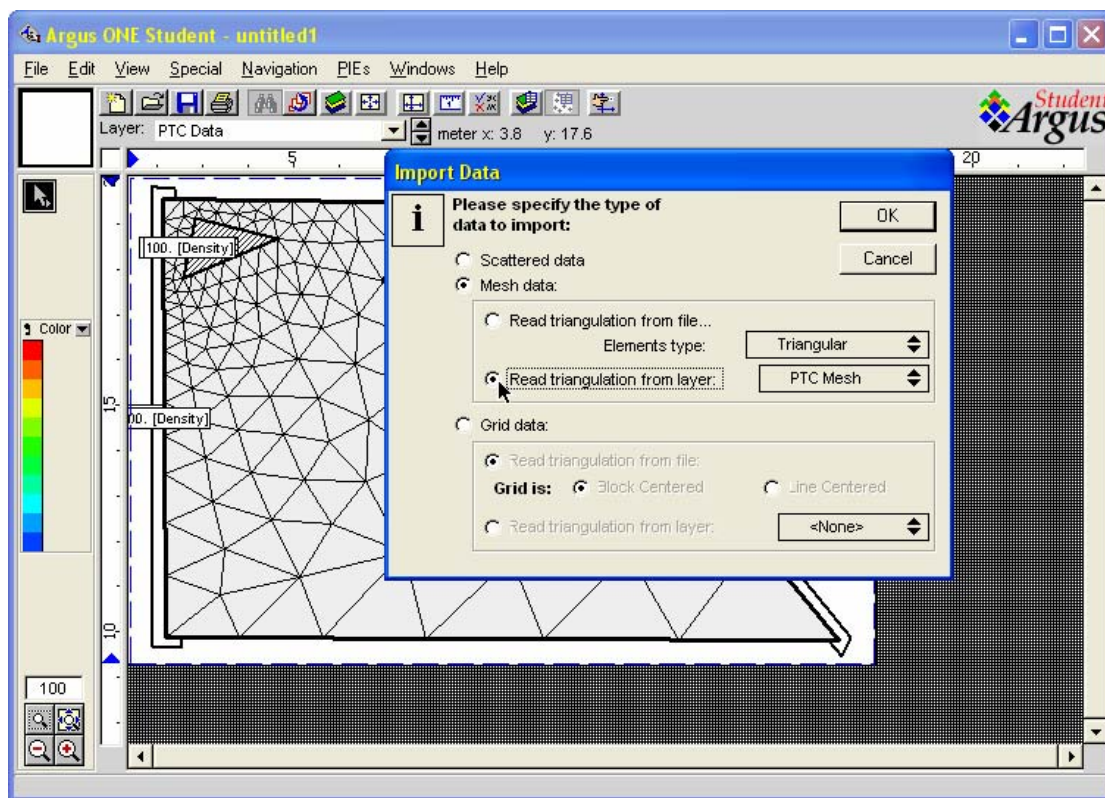 Argus ONE Student - untitled1
File Edit View Special Navigation PIEs Windows Help
Layer: PTC Data
meter x: 3.8 y: 17.6
Student
Argus
5
20
15
10
100. [Density]
00. [Density]
Color
100
Import Data
Please specify the type of
data to import:
OK
Cancel
Scattered data
Mesh data:
Read triangulation from file...
Elements type: Triangular
Read triangulation from layer: PTC Mesh
Grid data:
Read triangulation from file:
Grid is: Block Centered Line Centered
Read triangulation from layer: <None>